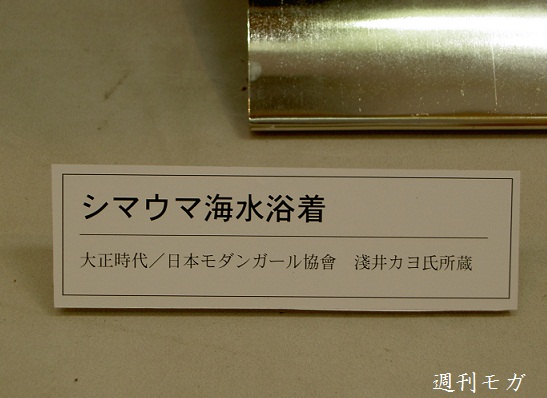 シマウマ海水浴着
大正時代／日本モダンガール協會　淺井カヨ氏所蔵
週刊モガ